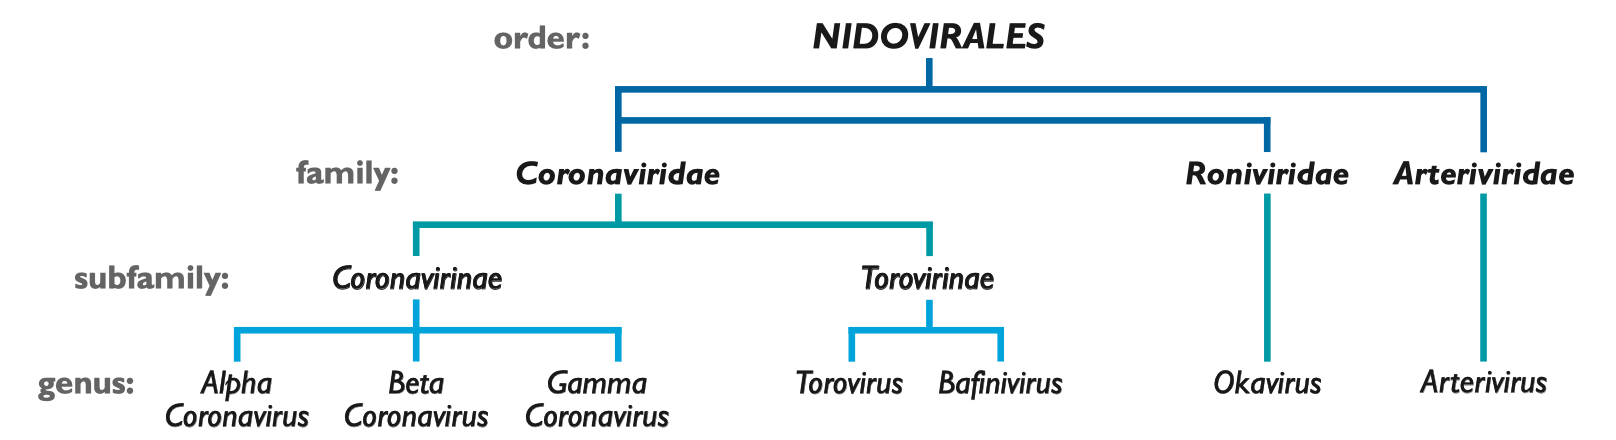 order: NIDOVIRALES
family: Coronaviridae Roniviridae Arteriviridae
subfamily: Coronavirinae Torovirinae
genus: Alpha Beta Gamma Torovirus Bafinivirus Okavirus Arterivirus
Coronavirus Coronavirus Coronavirus